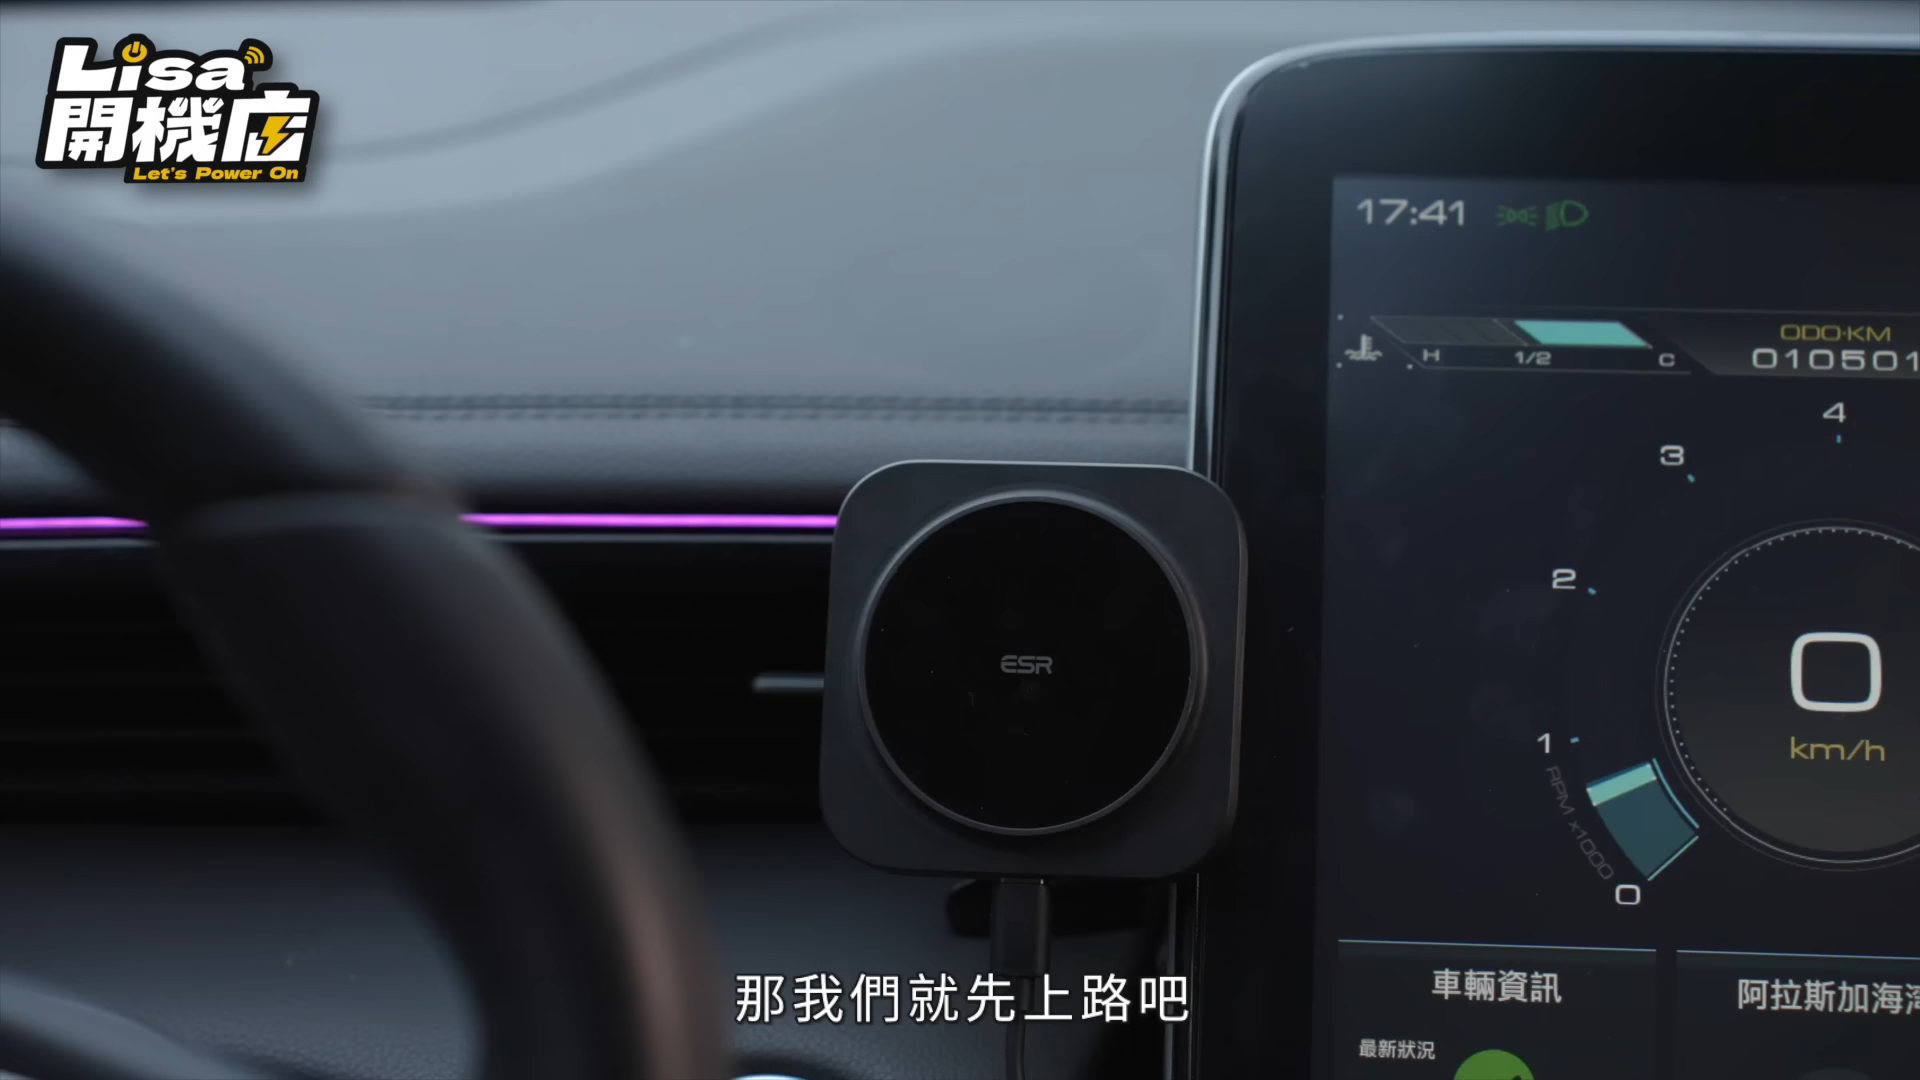 Lisa
開機店
Let's Power On
17:41
ODO·KM
H 1/2 C
010501
4
3
2
1
0
km/h
RPM x1000
0
ESR
車輛資訊
阿拉斯加海灣
最新狀況
那我們就先上路吧